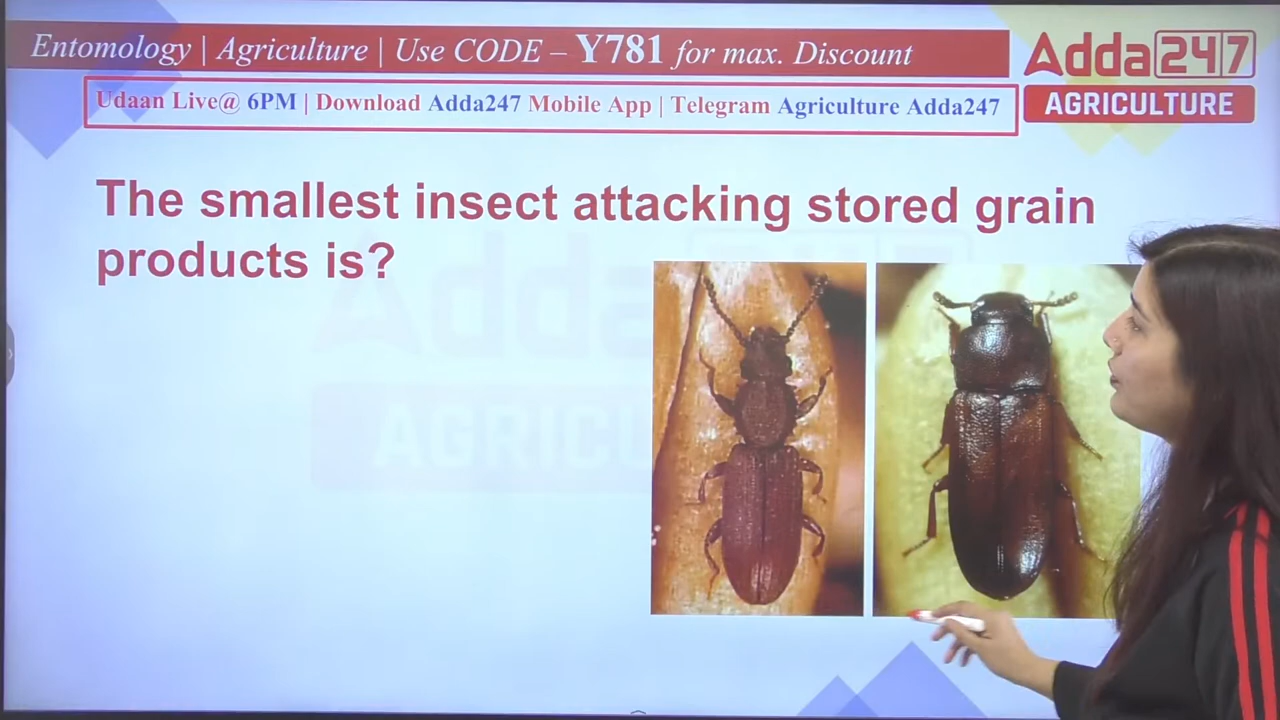 Entomology | Agriculture | Use CODE – Y781 for max. Discount
Adda247
AGRICULTURE
Udaan Live@ 6PM | Download Adda247 Mobile App | Telegram Agriculture Adda247
The smallest insect attacking stored grain
products is?